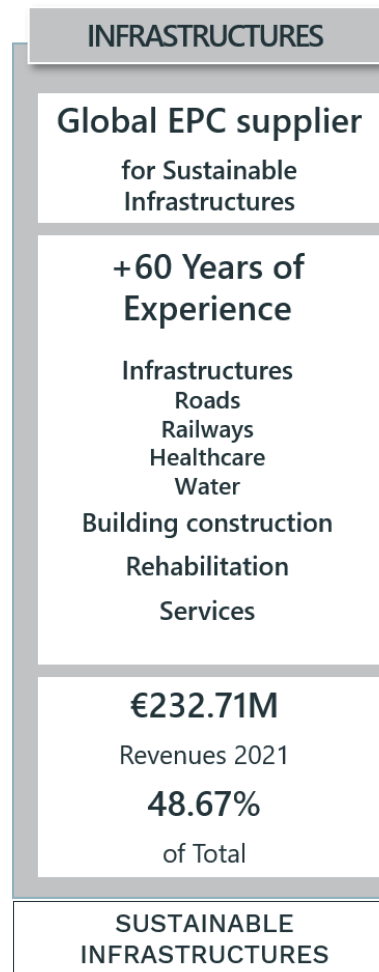 INFRASTRUCTURES
Global EPC supplier
for Sustainable
Infrastructures
+60 Years of
Experience
Infrastructures
Roads
Railways
Healthcare
Water
Building construction
Rehabilitation
Services
€232.71M
Revenues 2021
48.67%
of Total
SUSTAINABLE
INFRASTRUCTURES